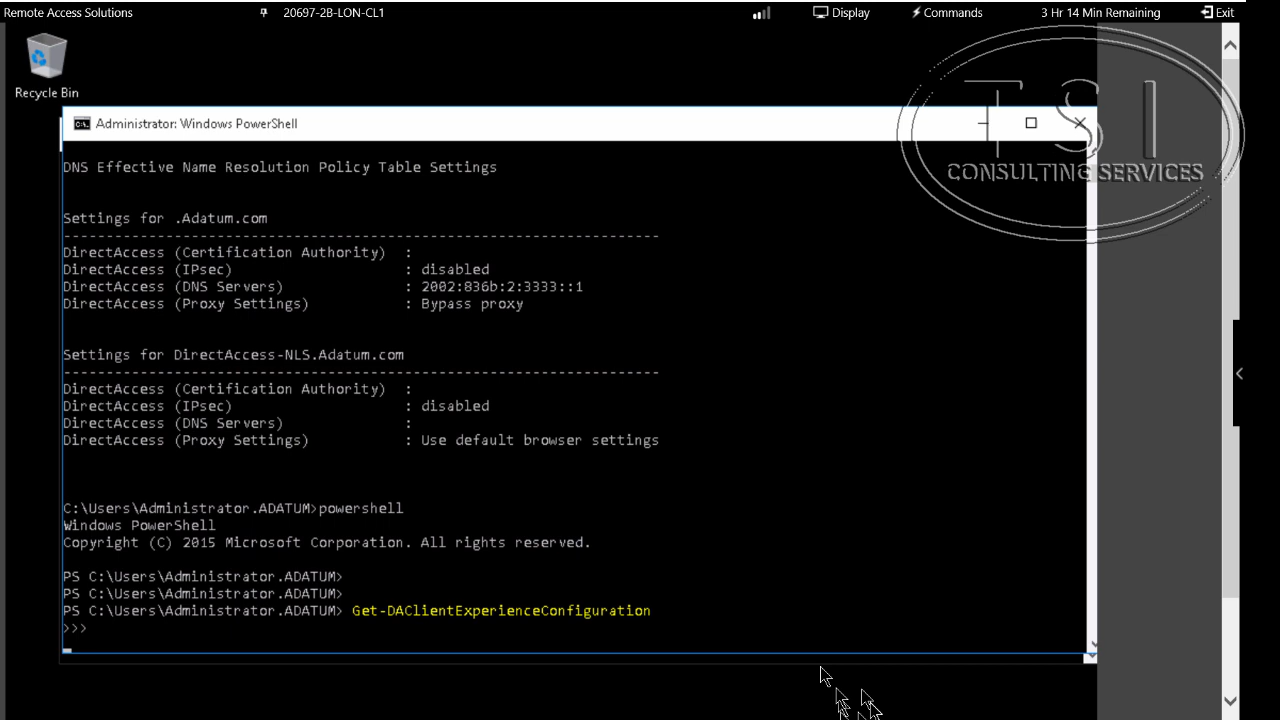 Remote Access Solutions
20697-2B-LON-CL1
Display
Commands
3 Hr 14 Min Remaining
Exit
Recycle Bin
T S I
CONSULTING SERVICES
Administrator: Windows PowerShell
DNS Effective Name Resolution Policy Table Settings
Settings for .Adatum.com
----------------------------------------------------------------------
DirectAccess (Certification Authority) :
DirectAccess (IPsec) : disabled
DirectAccess (DNS Servers) : 2002:836b:2:3333::1
DirectAccess (Proxy Settings) : Bypass proxy
Settings for DirectAccess-NLS.Adatum.com
----------------------------------------------------------------------
DirectAccess (Certification Authority) :
DirectAccess (IPsec) : disabled
DirectAccess (DNS Servers) :
DirectAccess (Proxy Settings) : Use default browser settings
C:\Users\Administrator.ADATUM>powershell
Windows PowerShell
Copyright (C) 2015 Microsoft Corporation. All rights reserved.
PS C:\Users\Administrator.ADATUM>
PS C:\Users\Administrator.ADATUM>
PS C:\Users\Administrator.ADATUM> Get-DAClientExperienceConfiguration
>>>